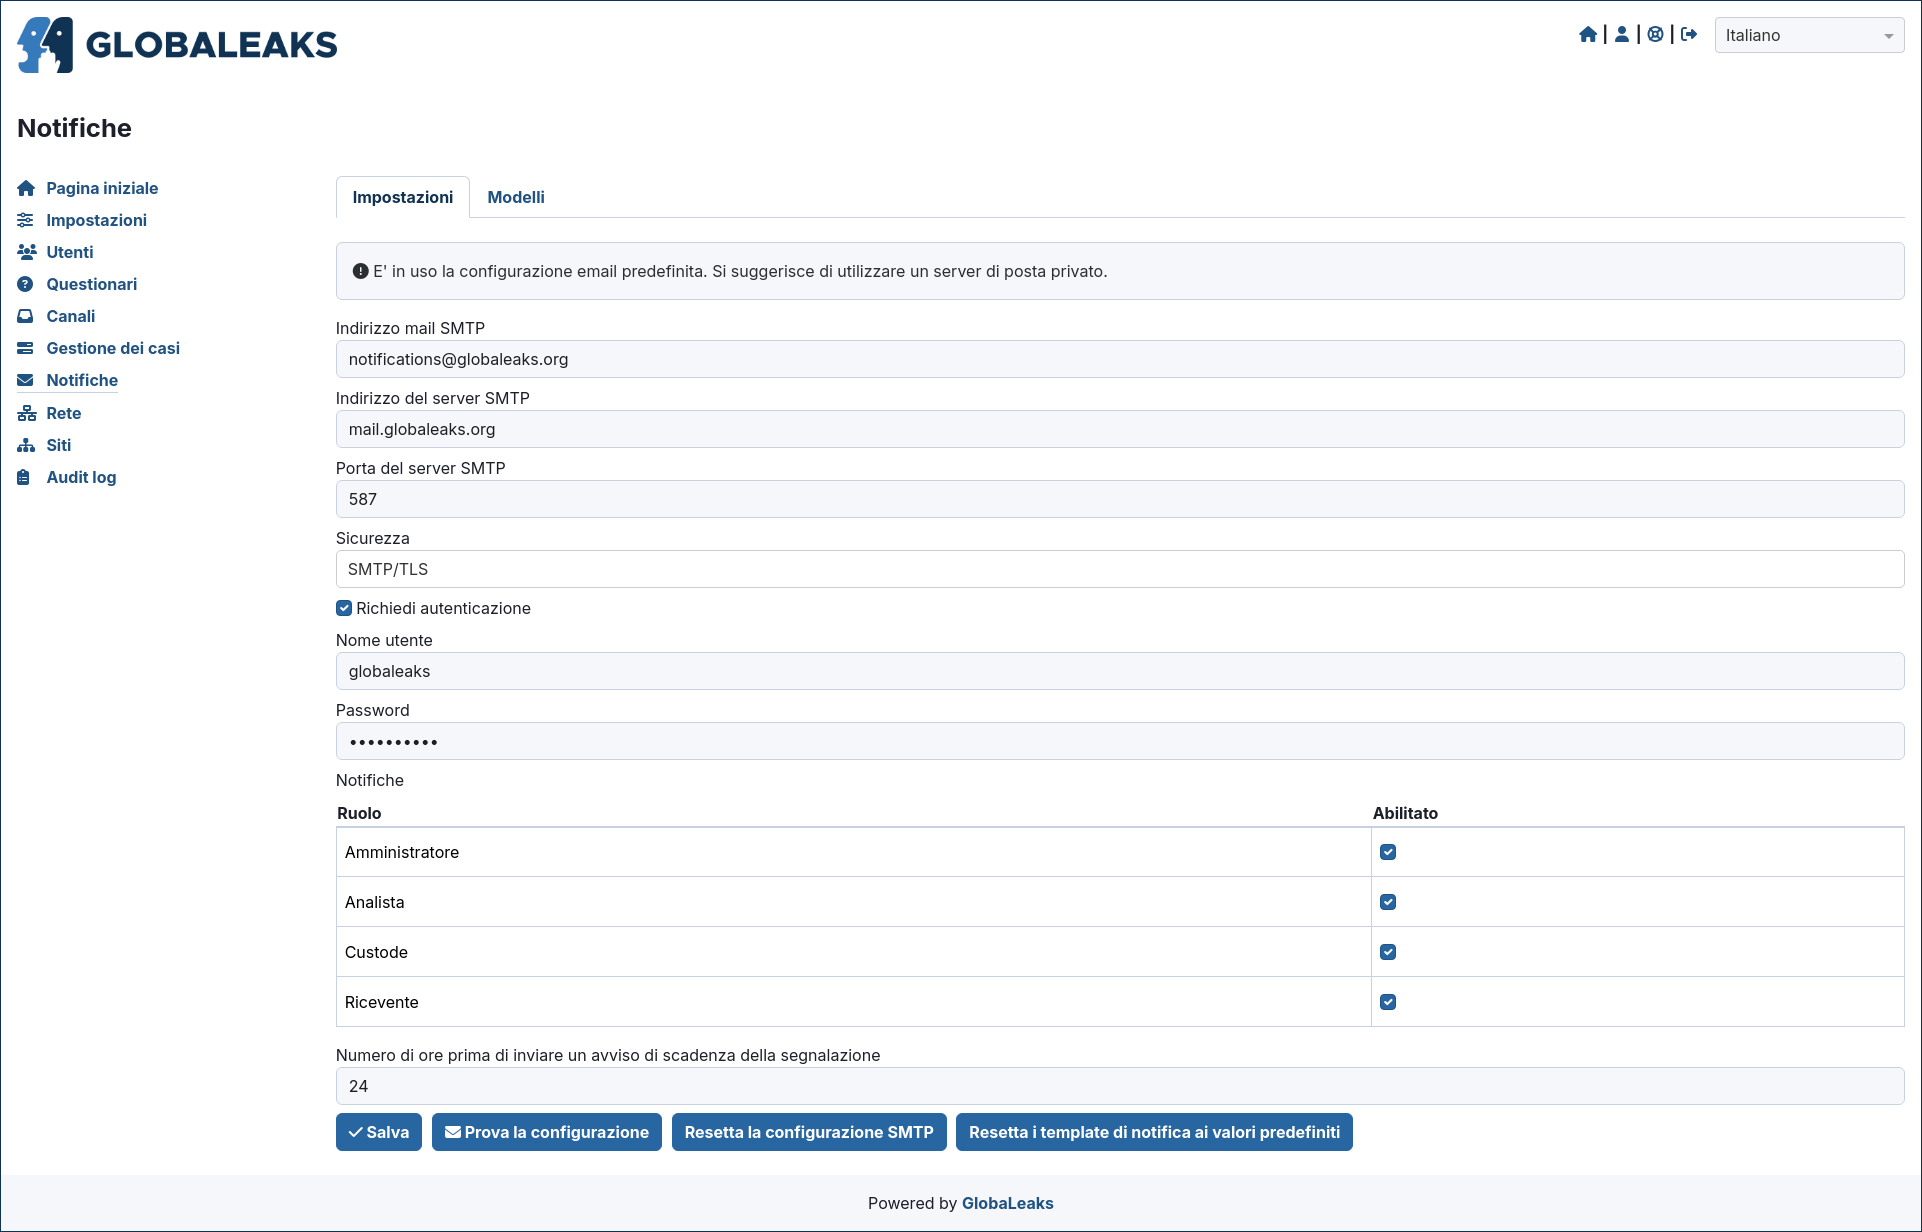 GLOBALEAKS
Italiano
Notifiche
Pagina iniziale
Impostazioni
Utenti
Questionari
Canali
Gestione dei casi
Notifiche
Rete
Siti
Audit log
Impostazioni
Modelli
E' in uso la configurazione email predefinita. Si suggerisce di utilizzare un server di posta privato.
Indirizzo mail SMTP
notifications@globaleaks.org
Indirizzo del server SMTP
mail.globaleaks.org
Porta del server SMTP
587
Sicurezza
SMTP/TLS
Richiedi autenticazione
Nome utente
globaleaks
Password
••••••••••
Notifiche
Ruolo Abilitato
Amministratore
Analista
Custode
Ricevente
Numero di ore prima di inviare un avviso di scadenza della segnalazione
24
Salva Prova la configurazione Resetta la configurazione SMTP Resetta i template di notifica ai valori predefiniti
Powered by GlobaLeaks